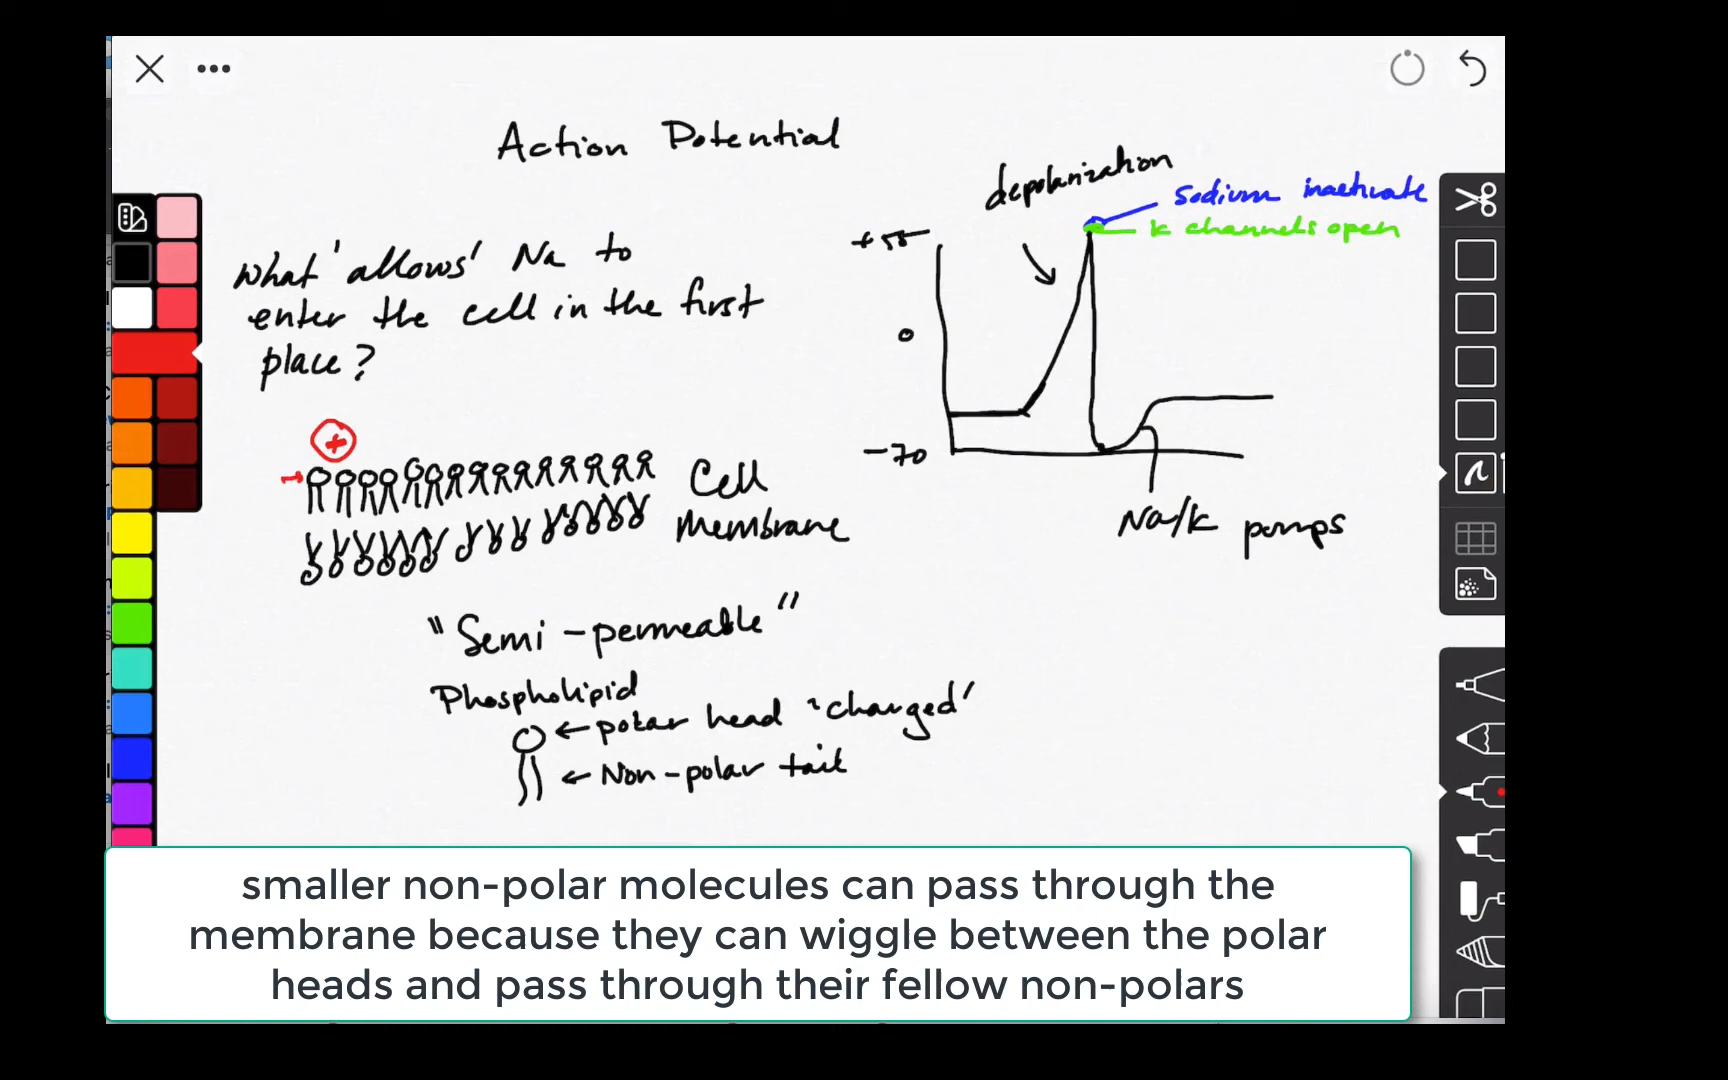 Action Potential
What 'allows' Na to
enter the cell in the first
place?
depolarization
Sodium inactivate
K channels open
+55
0
-70
Na/K pumps
+
Cell
Membrane
"Semi-permeable"
Phospholipid
← polar head "charged"
← Non-polar tail
smaller non-polar molecules can pass through the
membrane because they can wiggle between the polar
heads and pass through their fellow non-polars